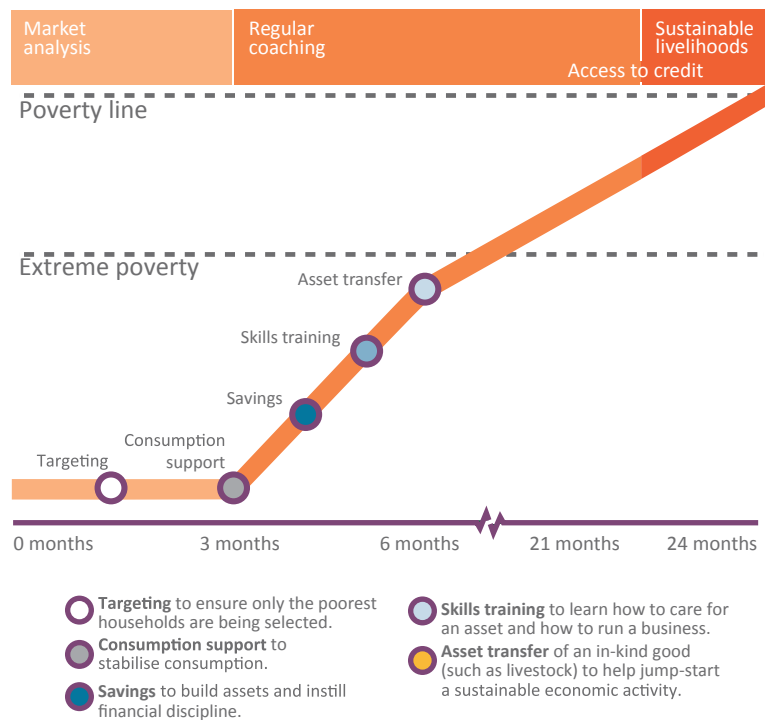 Market
analysis
Regular
coaching
Sustainable
livelihoods
Access to credit
Poverty line
Extreme poverty
Asset transfer
Skills training
Savings
Consumption
support
Targeting
0 months
3 months
6 months
21 months
24 months
Targeting to ensure only the poorest
households are being selected.
Consumption support to
stabilise consumption.
Savings to build assets and instill
financial discipline.
Skills training to learn how to care for
an asset and how to run a business.
Asset transfer of an in-kind good
(such as livestock) to help jump-start
a sustainable economic activity.